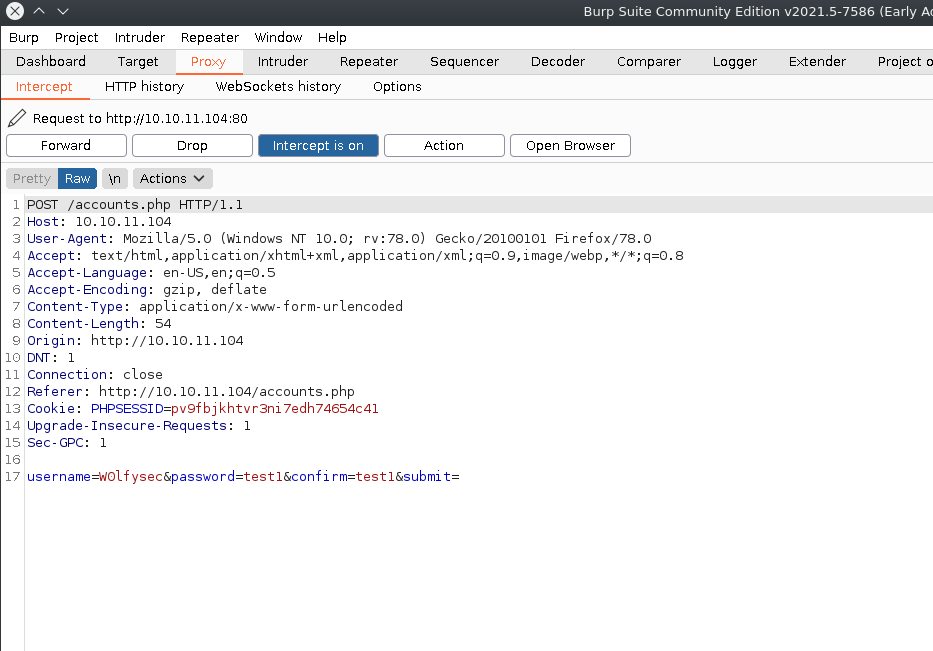 Burp Suite Community Edition v2021.5-7586 (Early Ac
Burp Project Intruder Repeater Window Help
Dashboard Target Proxy Intruder Repeater Sequencer Decoder Comparer Logger Extender Project o
Intercept HTTP history WebSockets history Options
Request to http://10.10.11.104:80
Forward Drop Intercept is on Action Open Browser
Pretty Raw \n Actions
1 POST /accounts.php HTTP/1.1
2 Host: 10.10.11.104
3 User-Agent: Mozilla/5.0 (Windows NT 10.0; rv:78.0) Gecko/20100101 Firefox/78.0
4 Accept: text/html,application/xhtml+xml,application/xml;q=0.9,image/webp,*/*;q=0.8
5 Accept-Language: en-US,en;q=0.5
6 Accept-Encoding: gzip, deflate
7 Content-Type: application/x-www-form-urlencoded
8 Content-Length: 54
9 Origin: http://10.10.11.104
10 DNT: 1
11 Connection: close
12 Referer: http://10.10.11.104/accounts.php
13 Cookie: PHPSESSID=pv9fbjkhtvr3ni7edh74654c41
14 Upgrade-Insecure-Requests: 1
15 Sec-GPC: 1
16
17 username=W0lfysec&password=test1&confirm=test1&submit=